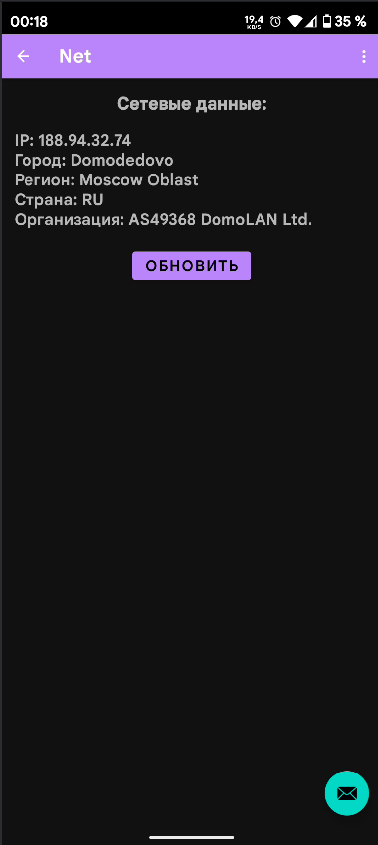 00:18 19,4 KB/S 35 %
Net
Сетевые данные:
IP: 188.94.32.74
Город: Domodedovo
Регион: Moscow Oblast
Страна: RU
Организация: AS49368 DomoLAN Ltd.
ОБНОВИТЬ